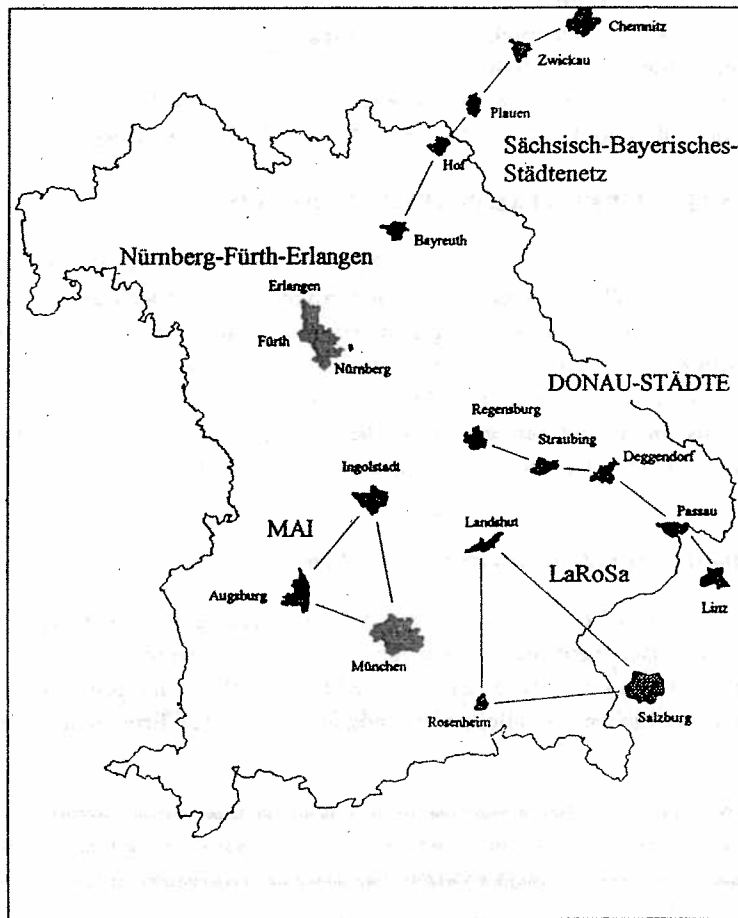 Chemnitz
Zwickau
Plauen
Sächsisch-Bayerisches-
Städtenetz
Hof
Bayreuth
Nürnberg-Fürth-Erlangen
Erlangen
Fürth
Nürnberg
DONAU-STÄDTE
Regensburg
Straubing
Deggendorf
Ingolstadt
Passau
Landshut
MAI
LaRoSa
Augsburg
Linz
München
Rosenheim
Salzburg